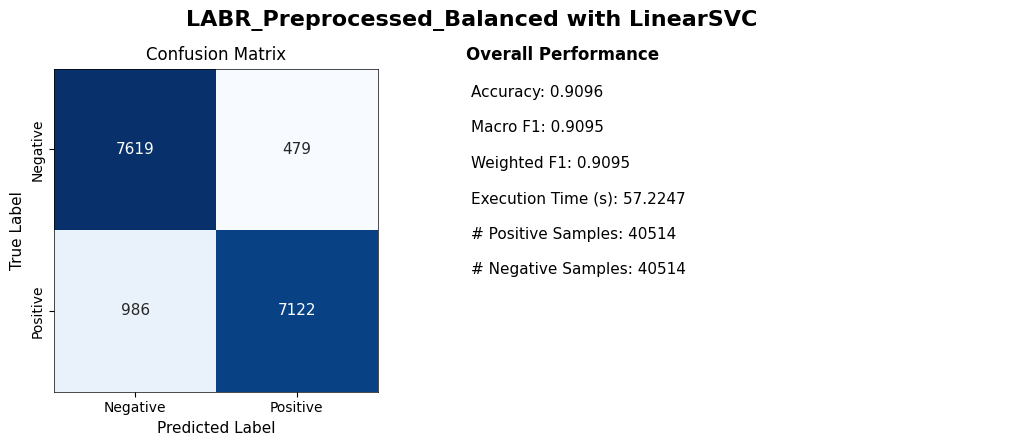 LABR_Preprocessed_Balanced with LinearSVC
Confusion Matrix
True Label
Negative
7619 479
Positive
986 7122
Negative Positive
Predicted Label
Overall Performance
Accuracy: 0.9096
Macro F1: 0.9095
Weighted F1: 0.9095
Execution Time (s): 57.2247
# Positive Samples: 40514
# Negative Samples: 40514